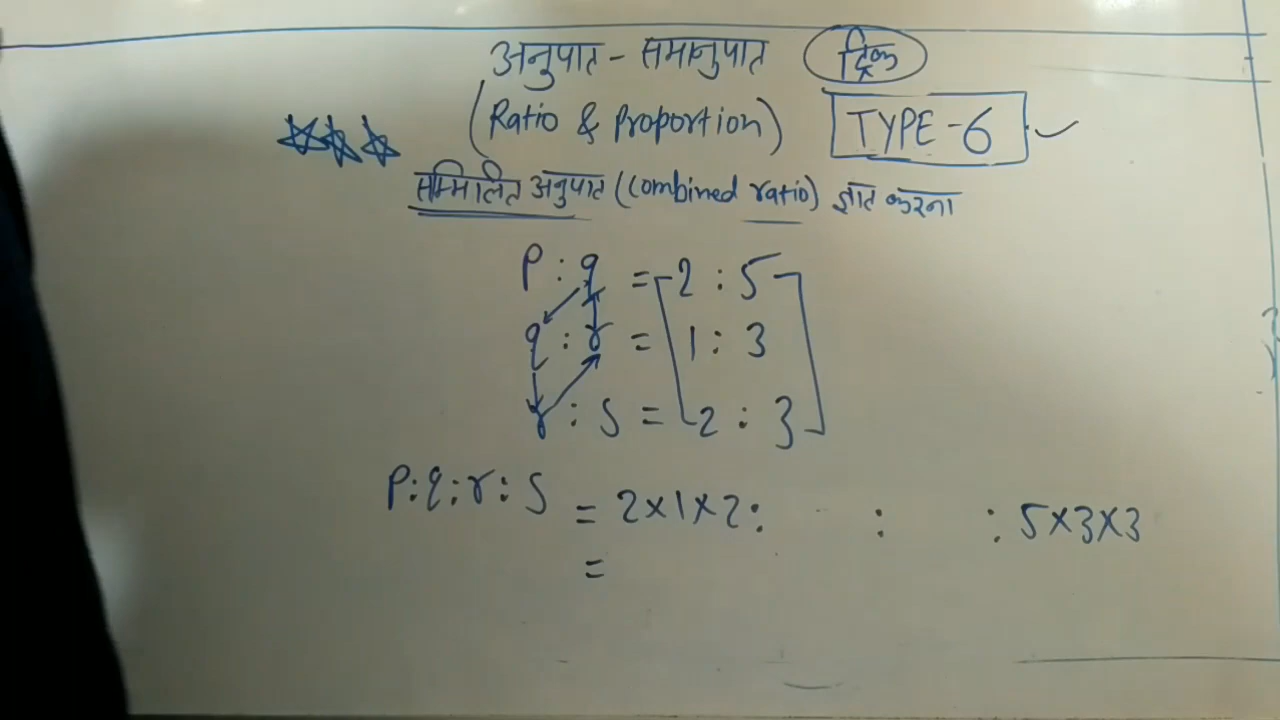 अनुपात - समानुपात ट्रिक
(Ratio & Proportion) TYPE-6
सम्मिलित अनुपात (combined ratio) ज्ञात करना
P : q = 2 : 5
q : r = 1 : 3
r : S = 2 : 3
P:q:r:S = 2×1×2: : : 5×3×3
=